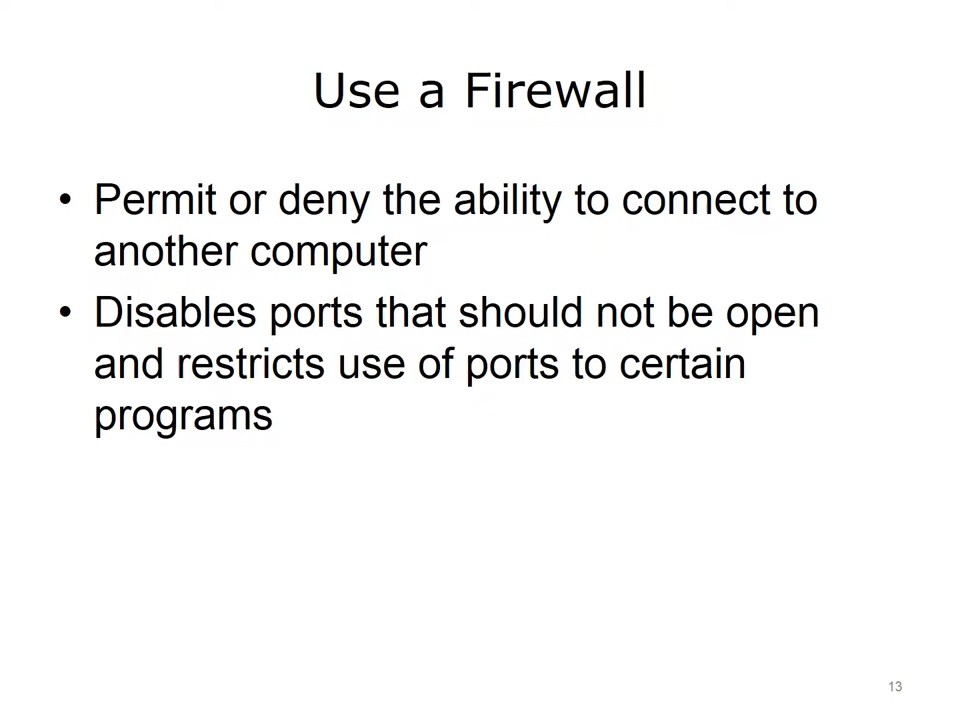 Use a Firewall
• Permit or deny the ability to connect to
another computer
• Disables ports that should not be open
and restricts use of ports to certain
programs
13